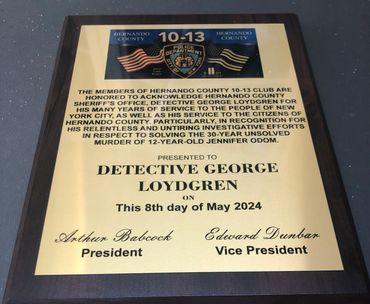 HERNANDO
COUNTY
10-13
HERNANDO
COUNTY
POLICE
DEPARTMENT
THE MEMBERS OF HERNANDO COUNTY 10-13 CLUB ARE
HONORED TO ACKNOWLEDGE HERNANDO COUNTY
SHERIFF'S OFFICE, DETECTIVE GEORGE LOYDGREN FOR
HIS MANY YEARS OF SERVICE TO THE PEOPLE OF NEW
YORK CITY, AS WELL AS HIS SERVICE TO THE CITIZENS OF
HERNANDO COUNTY. PARTICULARLY, IN RECOGNITION FOR
HIS RELENTLESS AND UNTIRING INVESTIGATIVE EFFORTS
IN RESPECT TO SOLVING THE 30-YEAR UNSOLVED
MURDER OF 12-YEAR-OLD JENNIFER ODOM.
PRESENTED TO
DETECTIVE GEORGE
LOYDGREN
ON
This 8th day of May 2024
Arthur Babcock
President
Edward Dunbar
Vice President